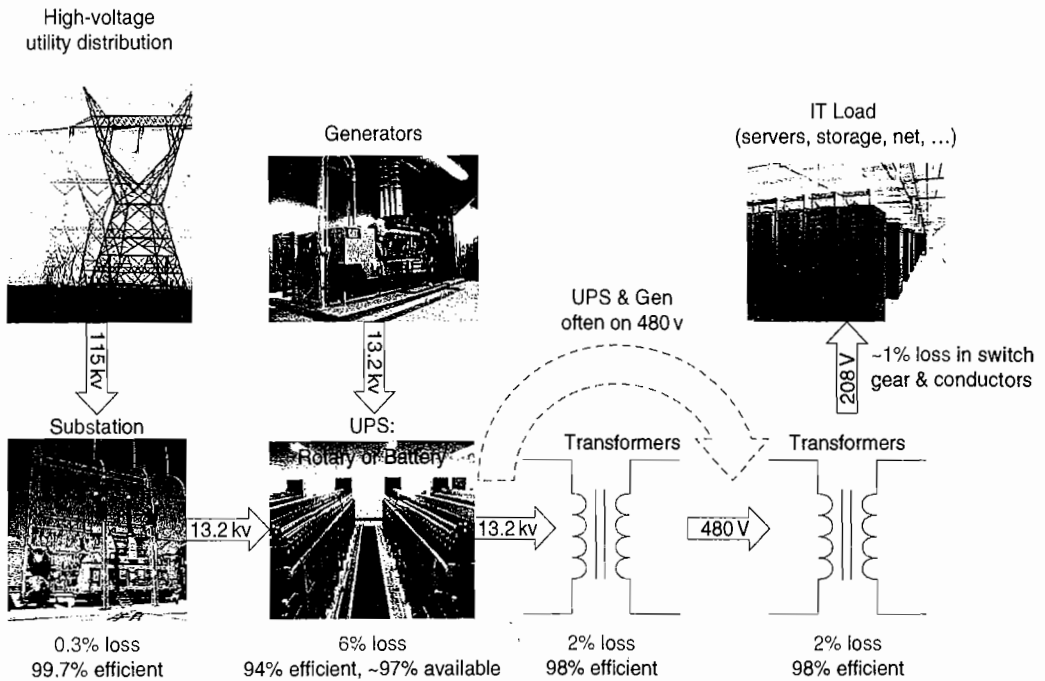 High-voltage
utility distribution
Generators
IT Load
(servers, storage, net, …)
UPS & Gen
often on 480 v
115 kv
13.2 kv
208 V
~1% loss in switch
gear & conductors
Substation
UPS:
Rotary or Battery
Transformers
Transformers
13.2 kv
13.2 kv
480 V
0.3% loss
99.7% efficient
6% loss
94% efficient, ~97% available
2% loss
98% efficient
2% loss
98% efficient